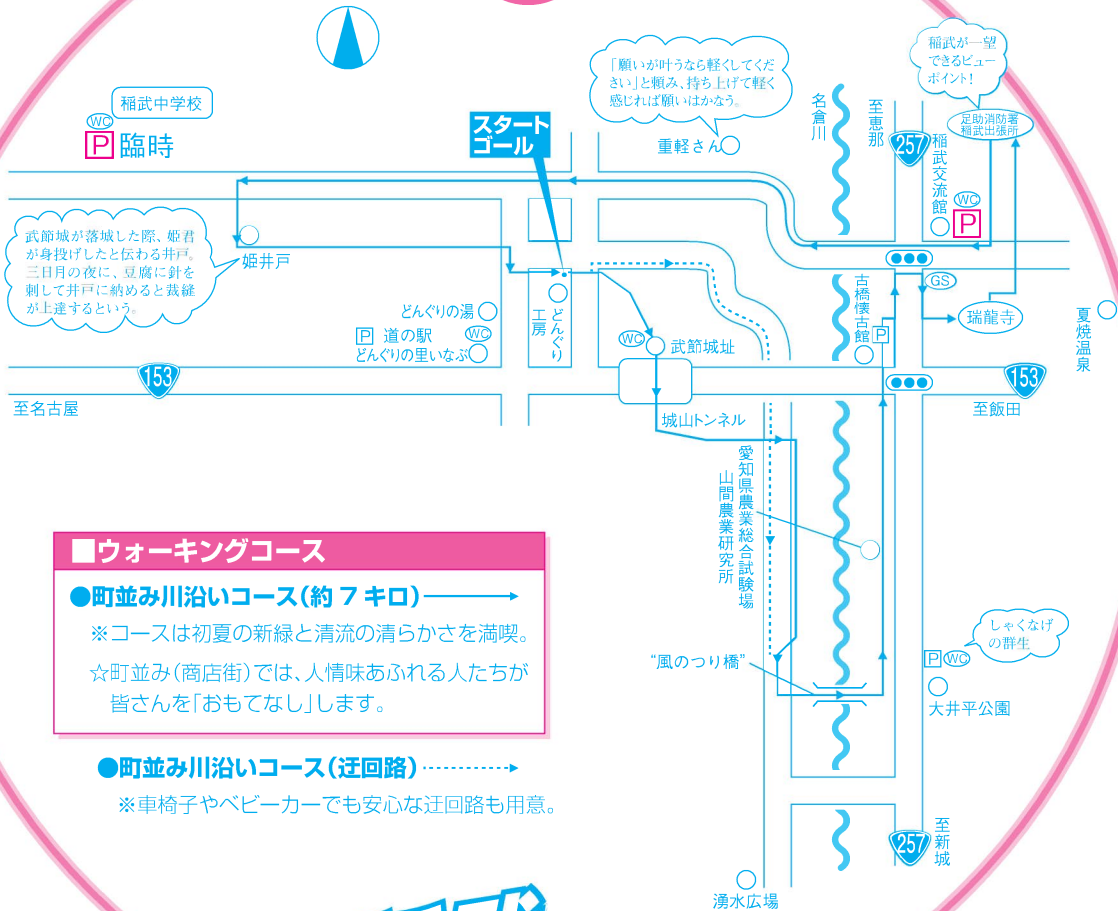 稲武中学校
WC
P 臨時
スタート
ゴール
「願いが叶うなら軽くしてくだ
さい」と頼み、持ち上げて軽く
感じれば願いはかなう。
重軽さん
名倉川
至恵那
257
稲武交流館
WC
P
稲武が一望
できるビュー
ポイント!
足助消防署
稲武出張所
武節城が落城した際、姫君
が身投げしたと伝わる井戸。
三日月の夜に、豆腐に針を
刺して井戸に納めると裁縫
が上達するという。
姫井戸
どんぐりの湯
P 道の駅 WC
どんぐりの里いなぶ
どんぐり
工房
WC
武節城址
古橋懐古館
P
GS
瑞龍寺
夏焼温泉
153
至名古屋
城山トンネル
153
至飯田
愛知県農業総合試験場
山間農業研究所
■ウォーキングコース
●町並み川沿いコース(約 7 キロ)
※コースは初夏の新緑と清流の清らかさを満喫。
☆町並み(商店街)では、人情味あふれる人たちが
皆さんを「おもてなし」します。
●町並み川沿いコース(迂回路)
※車椅子やベビーカーでも安心な迂回路も用意。
“風のつり橋”
しゃくなげ
の群生
P WC
大井平公園
257
至新城
湧水広場